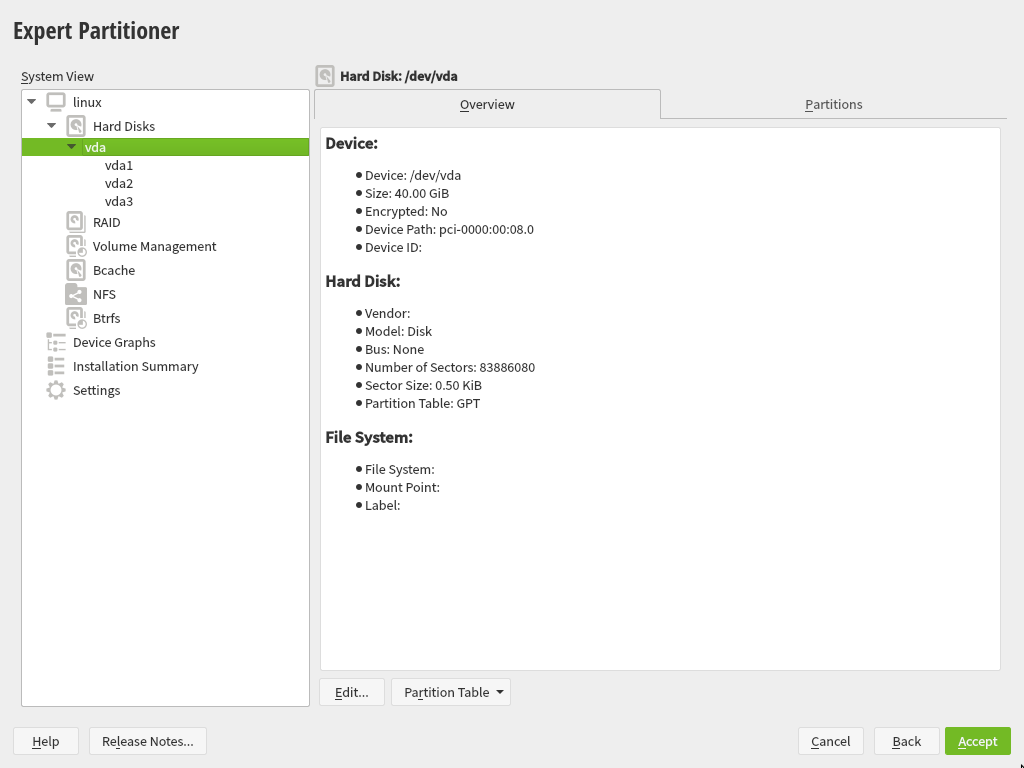 Expert Partitioner
System View
linux
Hard Disks
vda
vda1
vda2
vda3
RAID
Volume Management
Bcache
NFS
Btrfs
Device Graphs
Installation Summary
Settings
Hard Disk: /dev/vda
Overview
Partitions
Device:
Device: /dev/vda
Size: 40.00 GiB
Encrypted: No
Device Path: pci-0000:00:08.0
Device ID:
Hard Disk:
Vendor:
Model: Disk
Bus: None
Number of Sectors: 83886080
Sector Size: 0.50 KiB
Partition Table: GPT
File System:
File System:
Mount Point:
Label:
Edit...
Partition Table
Help
Release Notes...
Cancel
Back
Accept